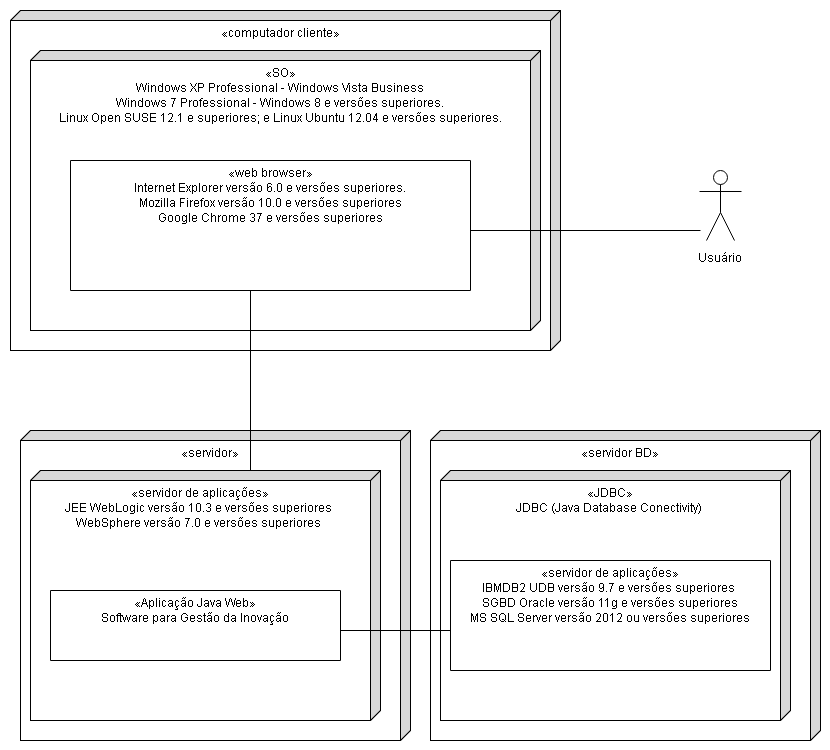 «computador cliente»
«SO»
Windows XP Professional - Windows Vista Business
Windows 7 Professional - Windows 8 e versões superiores.
Linux Open SUSE 12.1 e superiores; e Linux Ubuntu 12.04 e versões superiores.
«web browser»
Internet Explorer versão 6.0 e versões superiores.
Mozilla Firefox versão 10.0 e versões superiores
Google Chrome 37 e versões superiores
Usuário
«servidor»
«servidor de aplicações»
JEE WebLogic versão 10.3 e versões superiores
WebSphere versão 7.0 e versões superiores
«Aplicação Java Web»
Software para Gestão da Inovação
«servidor BD»
«JDBC»
JDBC (Java Database Conectivity)
«servidor de aplicações»
IBMDB2 UDB versão 9.7 e versões superiores
SGBD Oracle versão 11g e versões superiores
MS SQL Server versão 2012 ou versões superiores